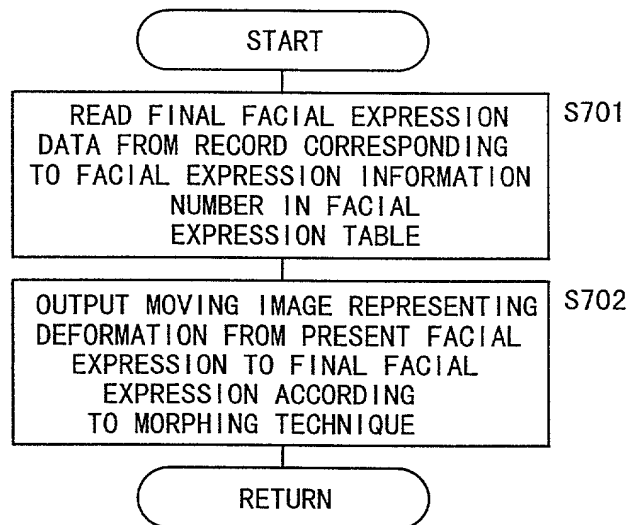 START
READ FINAL FACIAL EXPRESSION
DATA FROM RECORD CORRESPONDING
TO FACIAL EXPRESSION INFORMATION
NUMBER IN FACIAL
EXPRESSION TABLE
S701
OUTPUT MOVING IMAGE REPRESENTING
DEFORMATION FROM PRESENT FACIAL
EXPRESSION TO FINAL FACIAL
EXPRESSION ACCORDING
TO MORPHING TECHNIQUE
S702
RETURN